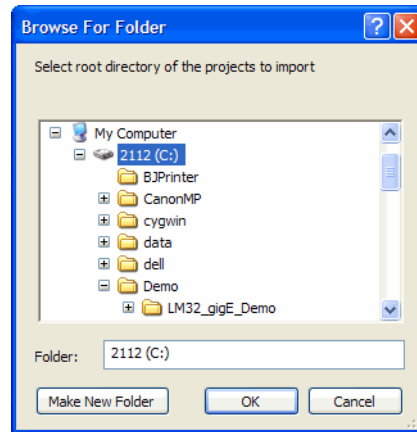 Browse For Folder
Select root directory of the projects to import
My Computer
2112 (C:)
BJPrinter
CanonMP
cygwin
data
dell
Demo
LM32_gigE_Demo
Folder: 2112 (C:)
Make New Folder OK Cancel